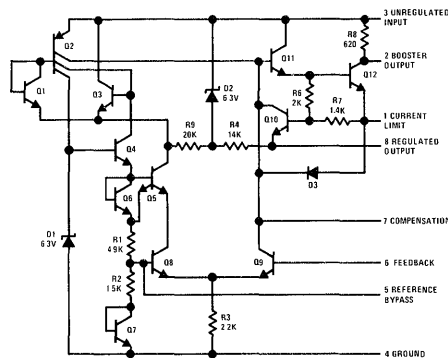 3 UNREGULATED
INPUT
Q2
R8
620
Q11
2 BOOSTER
OUTPUT
Q1
Q3
D2
6 3V
Q12
R6
2K
R7
1.4K
1 CURRENT
LIMIT
Q10
R9
20K
R4
14K
8 REGULATED
OUTPUT
Q4
D3
Q6
Q5
7 COMPENSATION
D1
6 3V
R1
4 9K
Q8
Q9
6 FEEDBACK
R2
1 5K
5 REFERENCE
BYPASS
R3
2 2K
Q7
4 GROUND